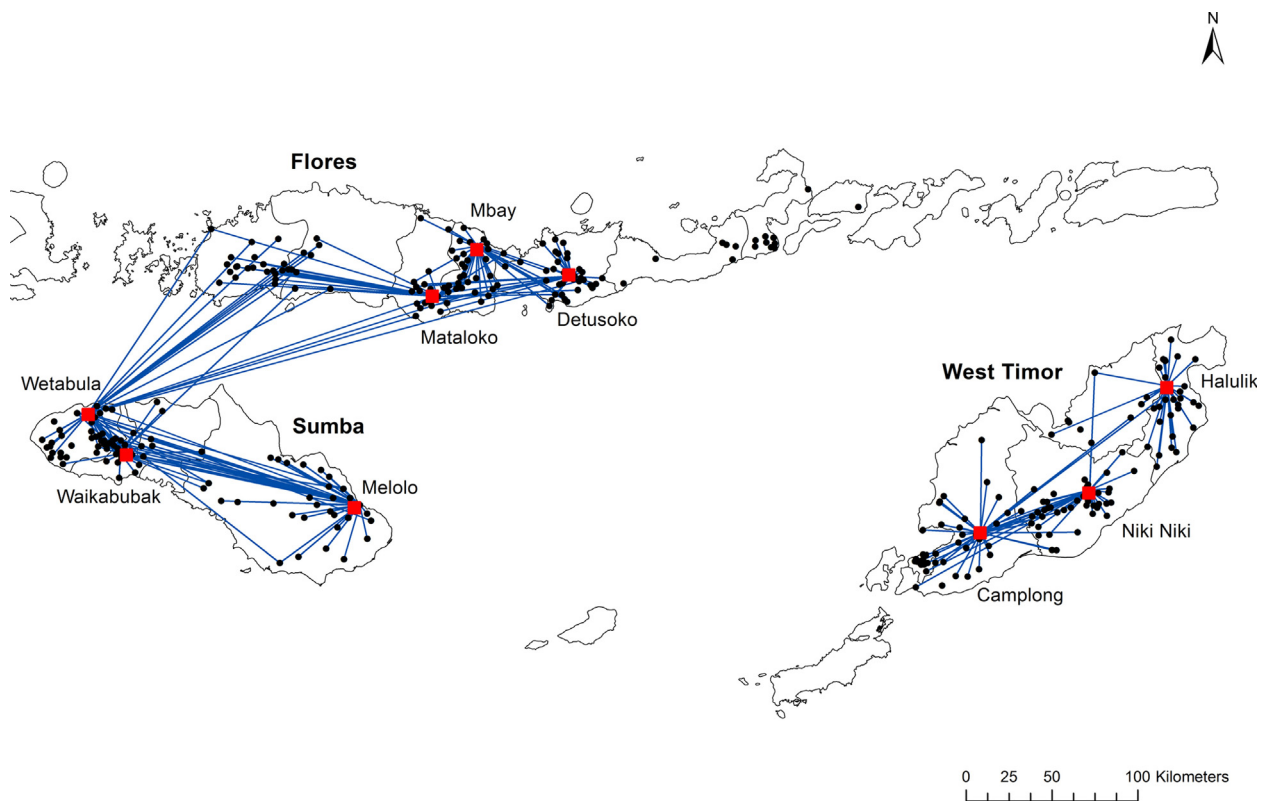 N
Flores
Mbay
Detusoko
Mataloko
West Timor
Halulik
Wetabula
Sumba
Waikabubak
Melolo
Niki Niki
Camplong
0 25 50 100 Kilometers